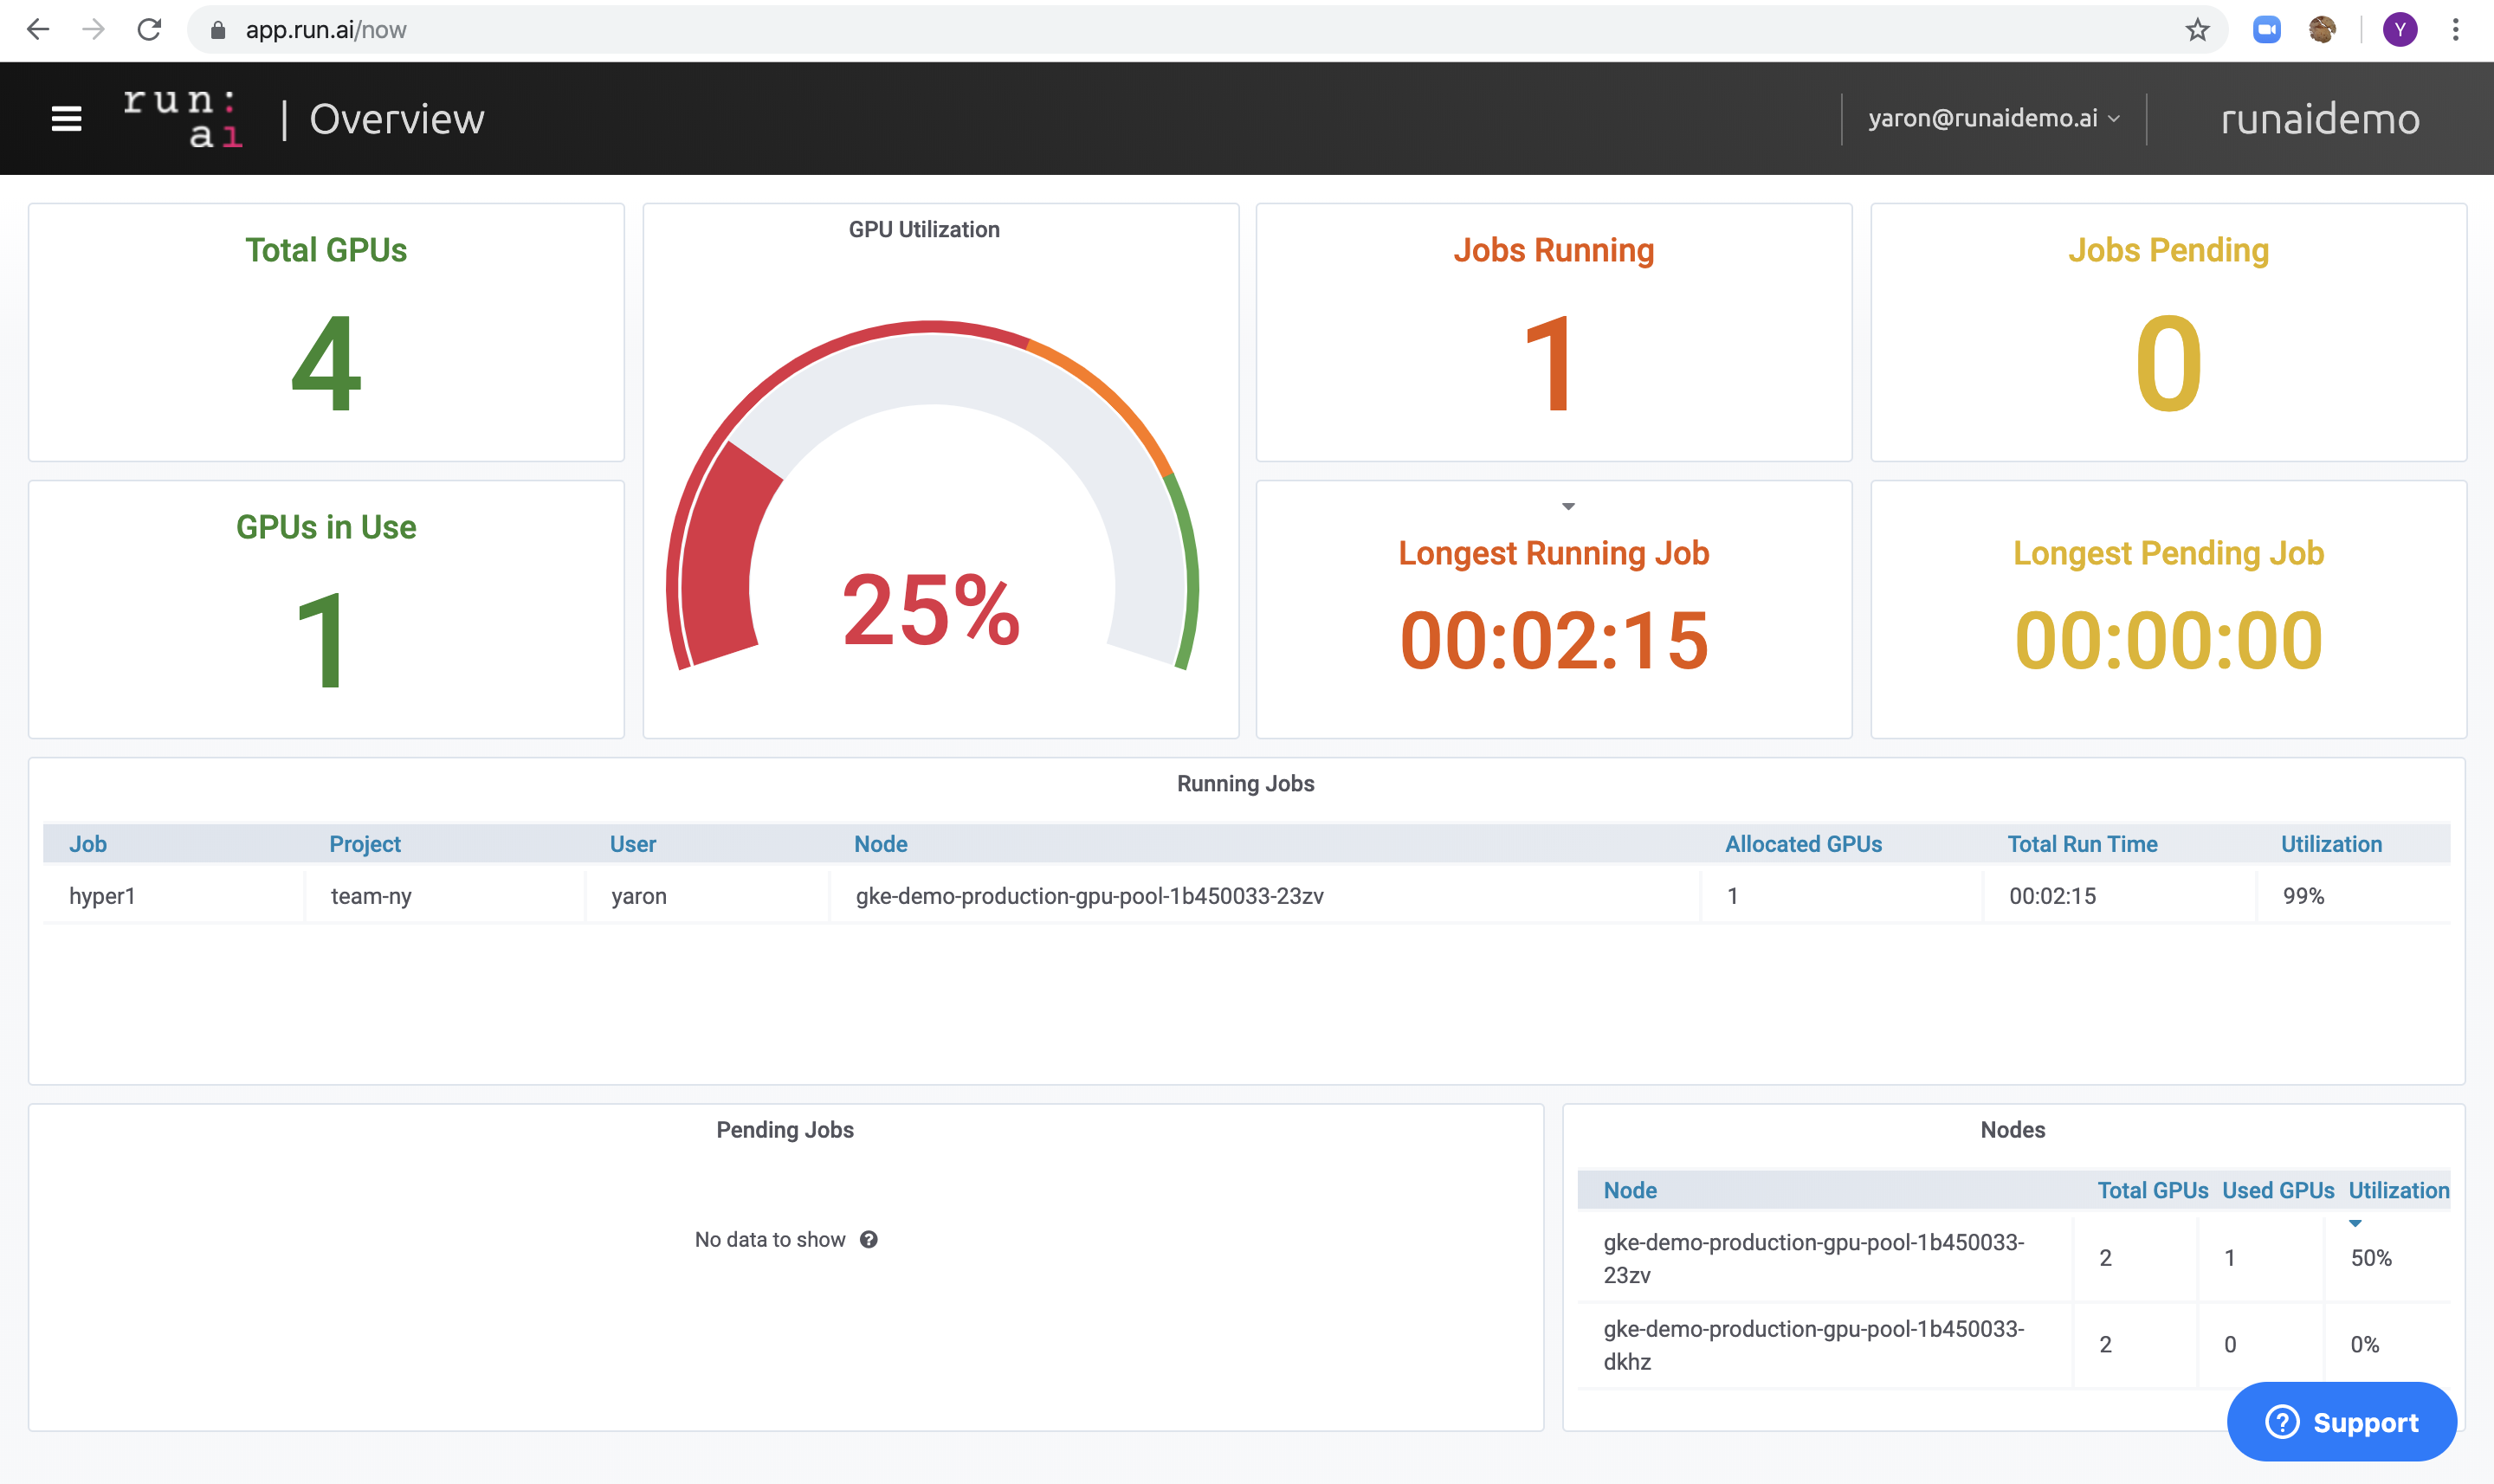 app.run.ai/now
Y
run:
ai
| Overview
yaron@runaidemo.ai
runaidemo
Total GPUs
4
GPU Utilization
25%
Jobs Running
1
Jobs Pending
0
GPUs in Use
1
Longest Running Job
00:02:15
Longest Pending Job
00:00:00
Running Jobs
Job Project User Node Allocated GPUs Total Run Time Utilization
hyper1 team-ny yaron gke-demo-production-gpu-pool-1b450033-23zv 1 00:02:15 99%
Pending Jobs
No data to show ?
Nodes
Node Total GPUs Used GPUs Utilization
gke-demo-production-gpu-pool-1b450033-
23zv
2 1 50%
gke-demo-production-gpu-pool-1b450033-
dkhz
2 0 0%
? Support